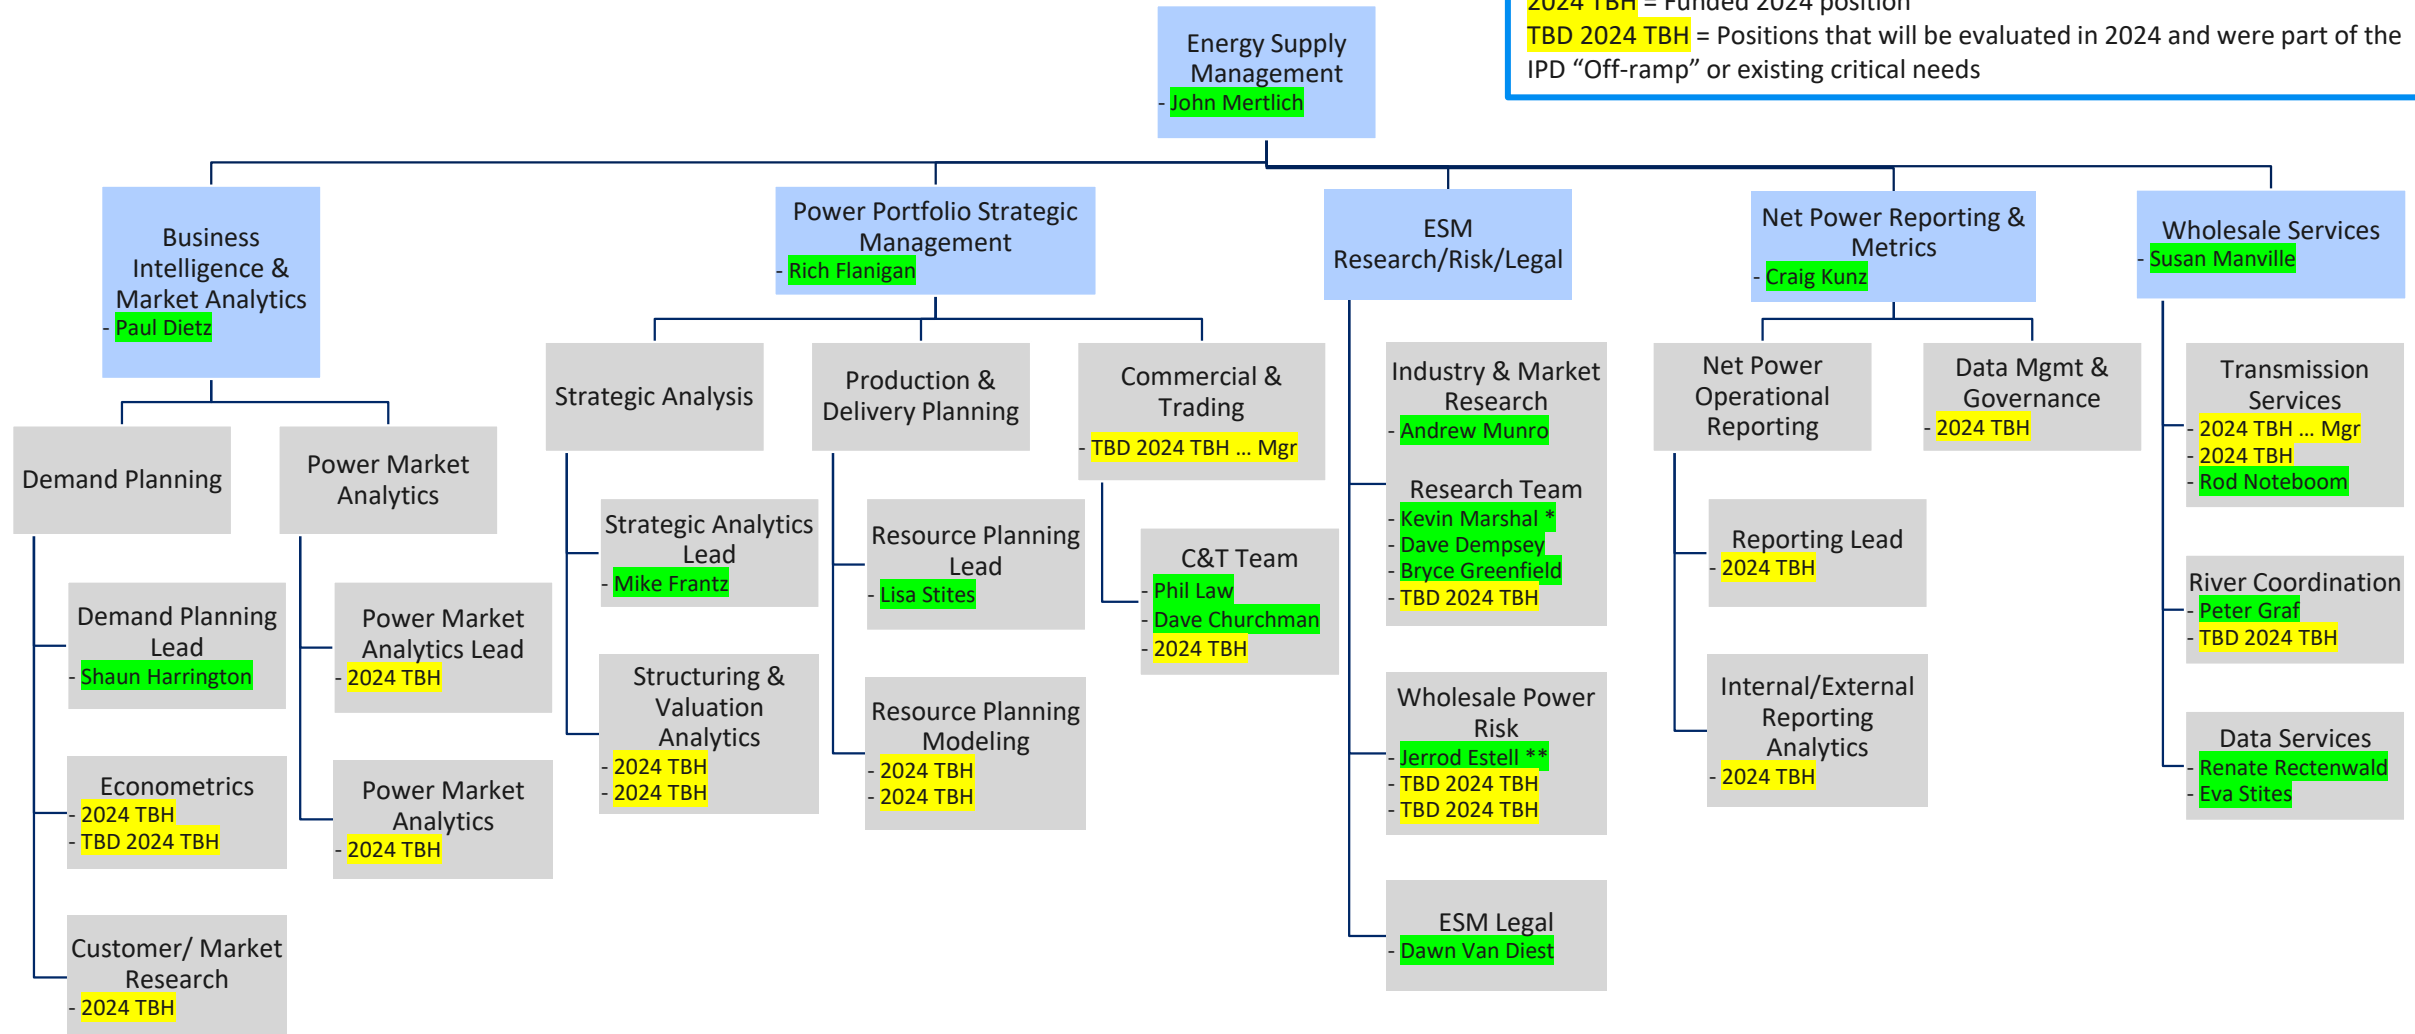 2024 TBH = Funded 2024 position
TBD 2024 TBH = Positions that will be evaluated in 2024 and were part of the
IPD “Off-ramp” or existing critical needs
Energy Supply
Management
- John Mertlich
Business
Intelligence &
Market Analytics
- Paul Dietz
Power Portfolio Strategic
Management
- Rich Flanigan
ESM
Research/Risk/Legal
Net Power Reporting &
Metrics
- Craig Kunz
Wholesale Services
- Susan Manville
Demand Planning
Demand Planning
Lead
- Shaun Harrington
Econometrics
- 2024 TBH
- TBD 2024 TBH
Customer/ Market
Research
- 2024 TBH
Power Market
Analytics
Power Market
Analytics Lead
- 2024 TBH
Power Market
Analytics
- 2024 TBH
Strategic Analysis
Strategic Analytics
Lead
- Mike Frantz
Structuring &
Valuation
Analytics
- 2024 TBH
- 2024 TBH
Production &
Delivery Planning
Resource Planning
Lead
- Lisa Stites
Resource Planning
Modeling
- 2024 TBH
- 2024 TBH
Commercial &
Trading
- TBD 2024 TBH ... Mgr
C&T Team
- Phil Law
- Dave Churchman
- 2024 TBH
Industry & Market
Research
- Andrew Munro
Research Team
- Kevin Marshal *
- Dave Dempsey
- Bryce Greenfield
- TBD 2024 TBH
Wholesale Power
Risk
- Jerrod Estell **
- TBD 2024 TBH
- TBD 2024 TBH
ESM Legal
- Dawn Van Diest
Net Power
Operational
Reporting
Reporting Lead
- 2024 TBH
Internal/External
Reporting
Analytics
- 2024 TBH
Data Mgmt &
Governance
- 2024 TBH
Transmission
Services
- 2024 TBH ... Mgr
- 2024 TBH
- Rod Noteboom
River Coordination
- Peter Graf
- TBD 2024 TBH
Data Services
- Renate Rectenwald
- Eva Stites